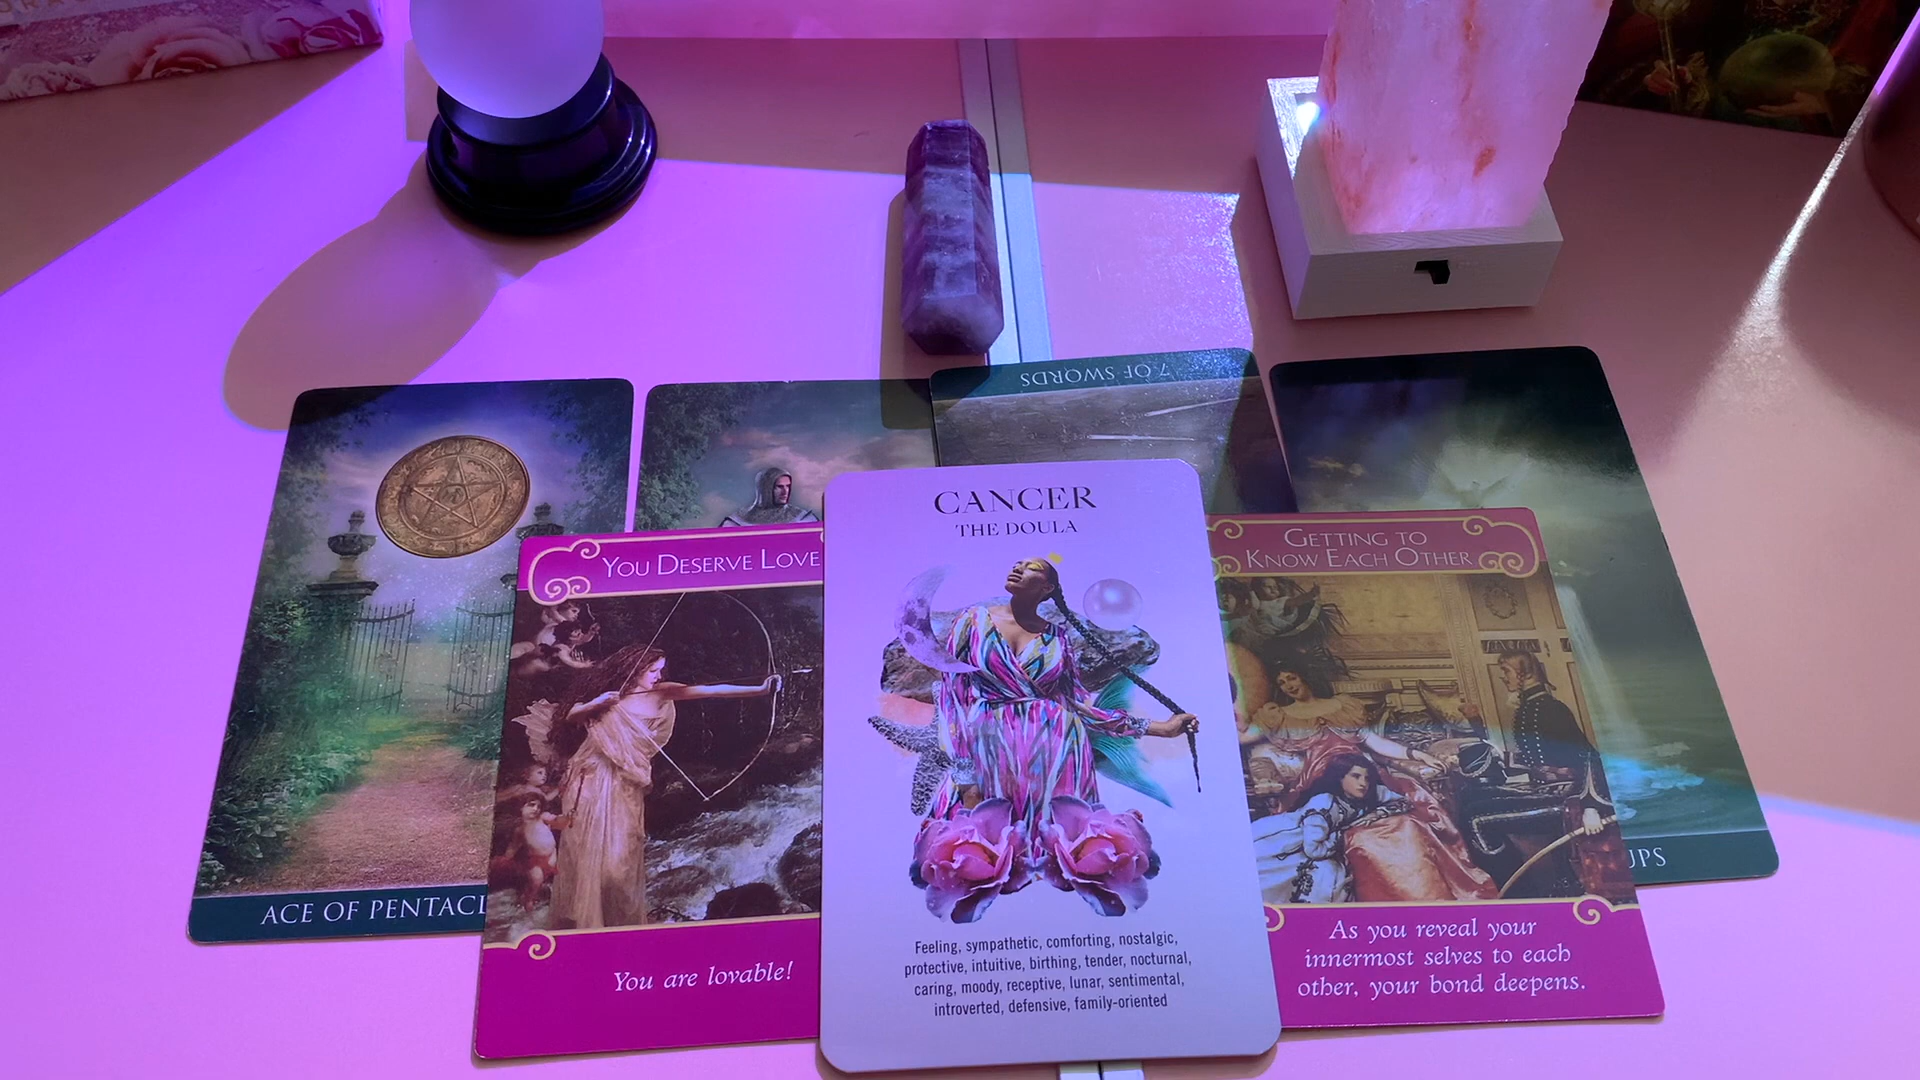 7 OF SWORDS
CANCER
THE DOULA
YOU DESERVE LOVE
GETTING TO
KNOW EACH OTHER
ACE OF PENTACL
UPS
You are lovable!
As you reveal your
innermost selves to each
other, your bond deepens.
Feeling, sympathetic, comforting, nostalgic,
protective, intuitive, birthing, tender, nocturnal,
caring, moody, receptive, lunar, sentimental,
introverted, defensive, family-oriented